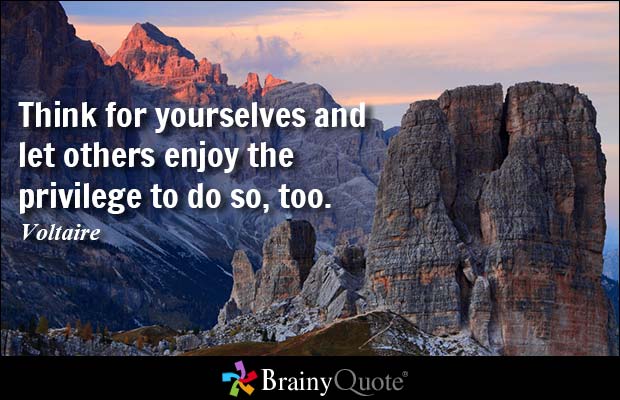 Think for yourselves and
let others enjoy the
privilege to do so, too.
Voltaire
BrainyQuote®